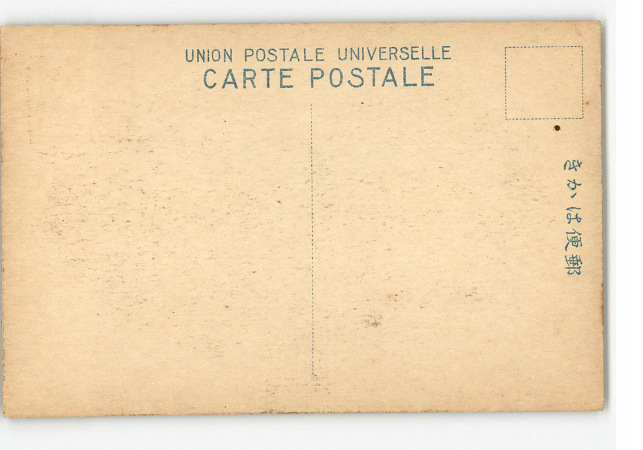 UNION POSTALE UNIVERSELLE
CARTE POSTALE
郵便はかき